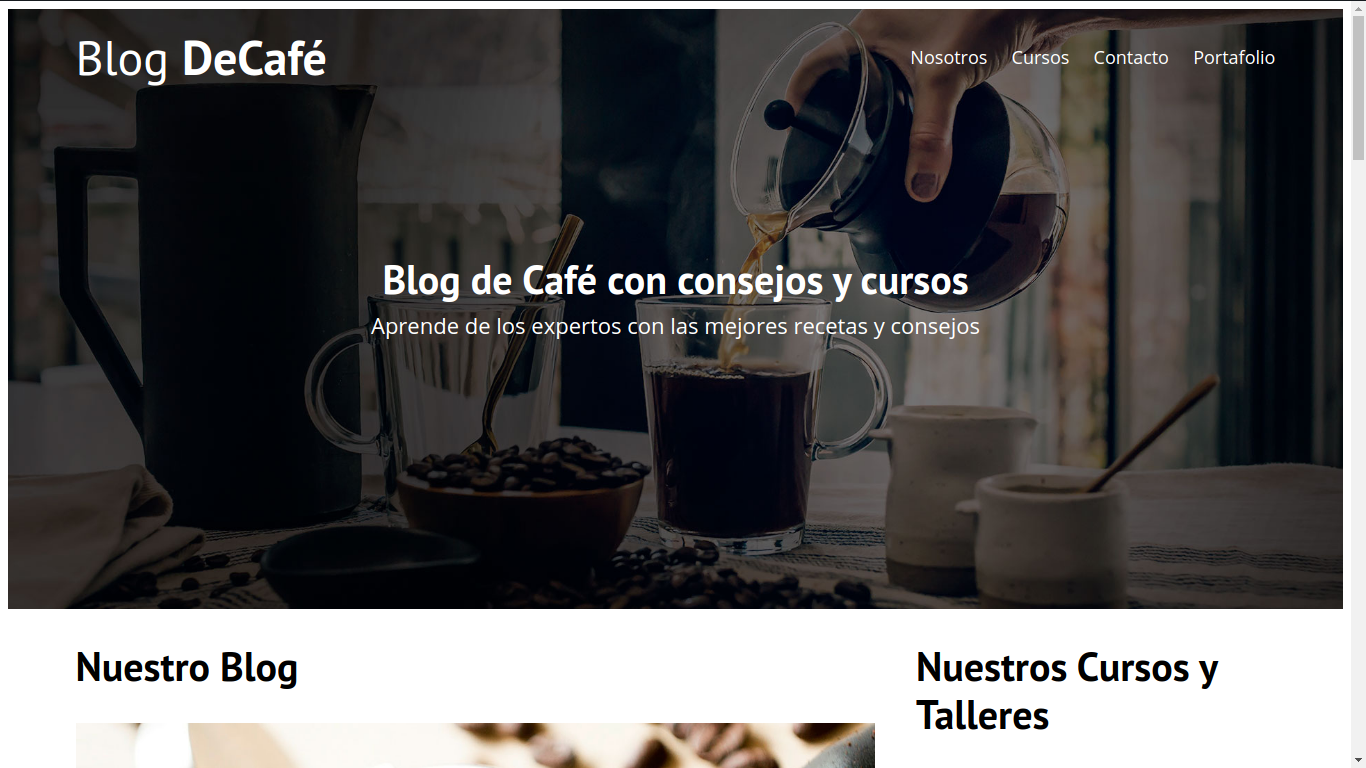 Blog DeCafé
Nosotros Cursos Contacto Portafolio
Blog de Café con consejos y cursos
Aprende de los expertos con las mejores recetas y consejos
Nuestro Blog
Nuestros Cursos y
Talleres